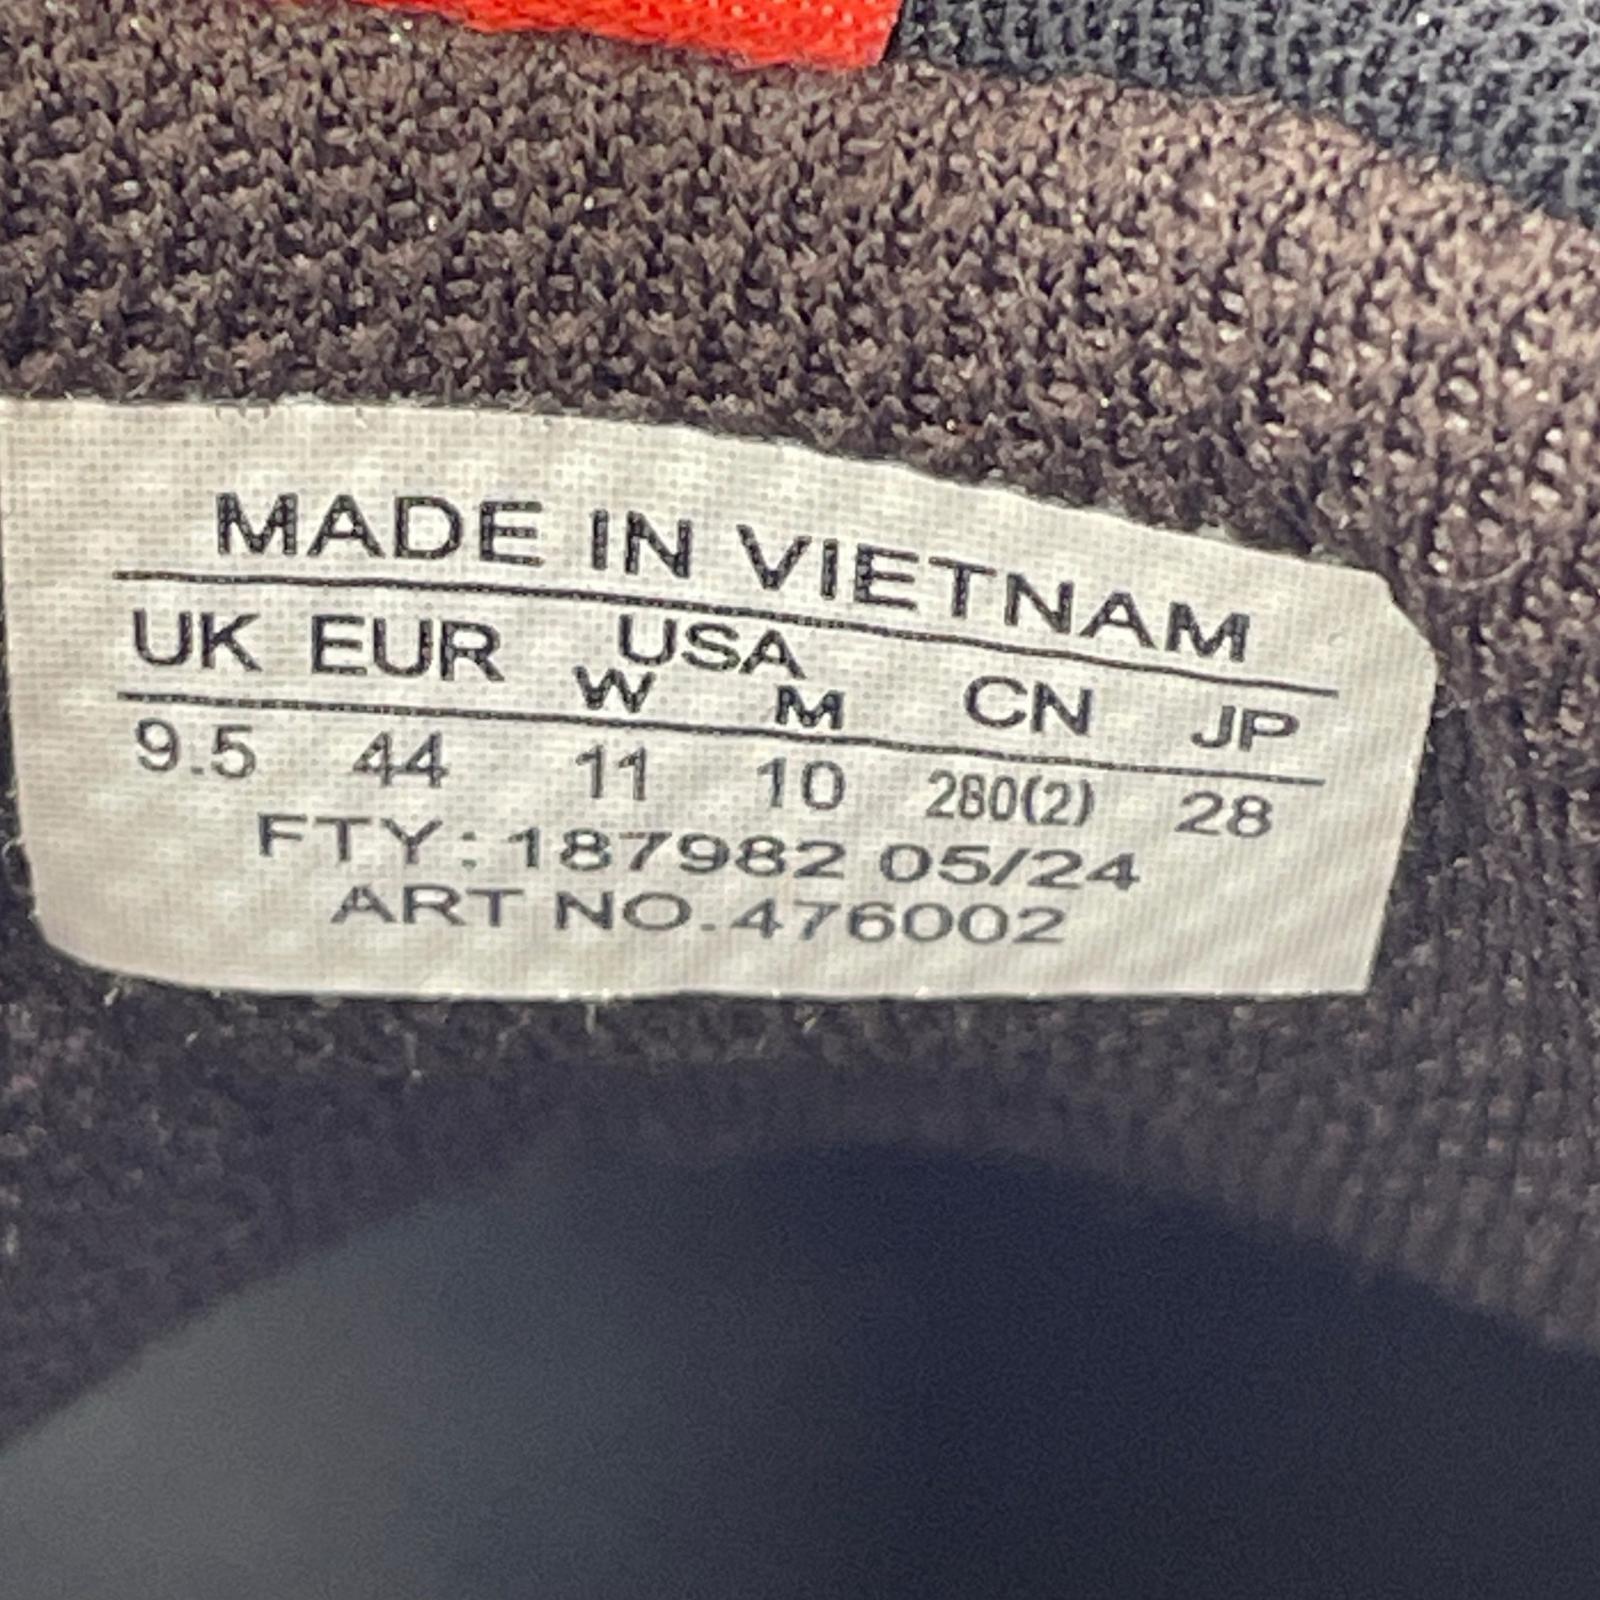 MADE IN VIETNAM
UK EUR USA CN JP
W M
9.5 44 11 10 280(2) 28
FTY: 187982 05/24
ART NO.476002